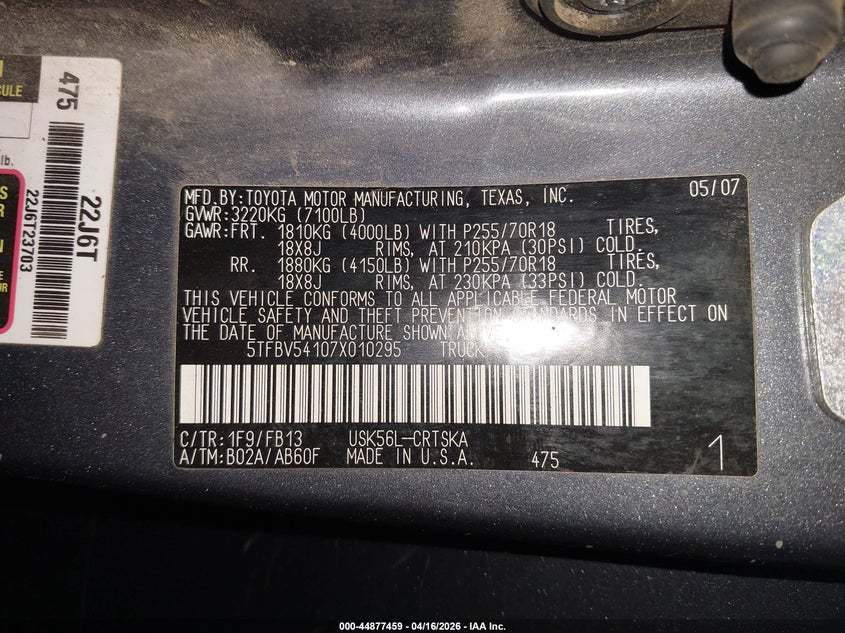 CULE
lb.
475
22J6T
22J6T23703
MFD.BY:TOYOTA MOTOR MANUFACTURING, TEXAS, INC. 05/07
GVWR:3220KG (7100LB)
GAWR:FRT. 1810KG (4000LB) WITH P255/70R18 TIRES,
18X8J RIMS, AT 210KPA (30PSI) COLD.
RR. 1880KG (4150LB) WITH P255/70R18 TIRES,
18X8J RIMS, AT 230KPA (33PSI) COLD.
THIS VEHICLE CONFORMS TO ALL APPLICABLE FEDERAL MOTOR
VEHICLE SAFETY AND THEFT PREVENTION STANDARDS IN EFFECT ON
THE DATE OF MANUFACTURE SHOWN
5TFBV54107X010295 TRUCK
C/TR:1F9/FB13 USK56L-CRTSKA
A/TM:B02A/AB60F MADE IN U.S.A. 475 1
000-44877459 - 04/16/2026 - IAA Inc.